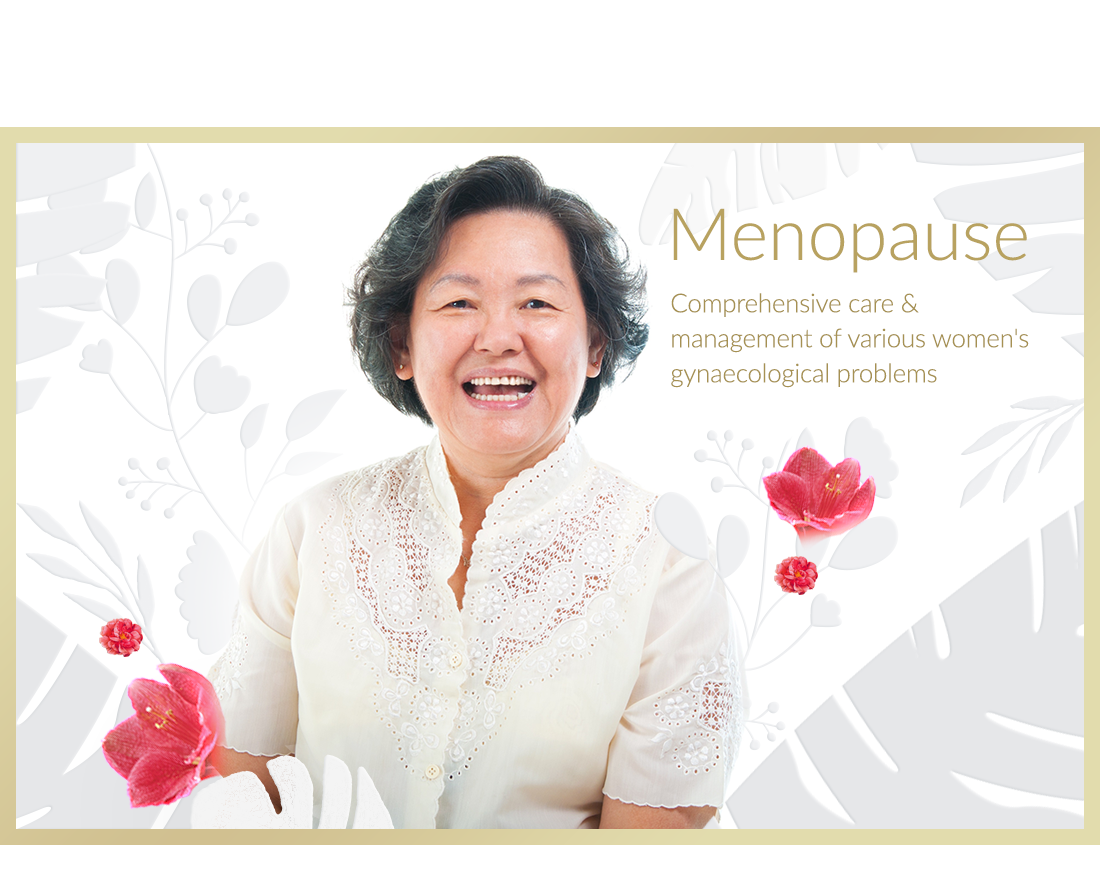 Menopause
Comprehensive care &
management of various women's
gynaecological problems